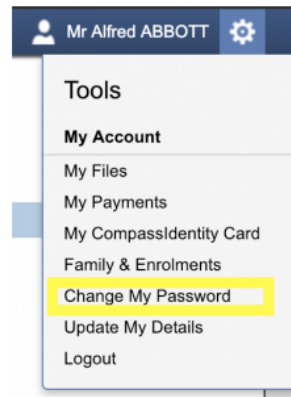 Mr Alfred ABBOTT
Tools
My Account
My Files
My Payments
My CompassIdentity Card
Family & Enrolments
Change My Password
Update My Details
Logout